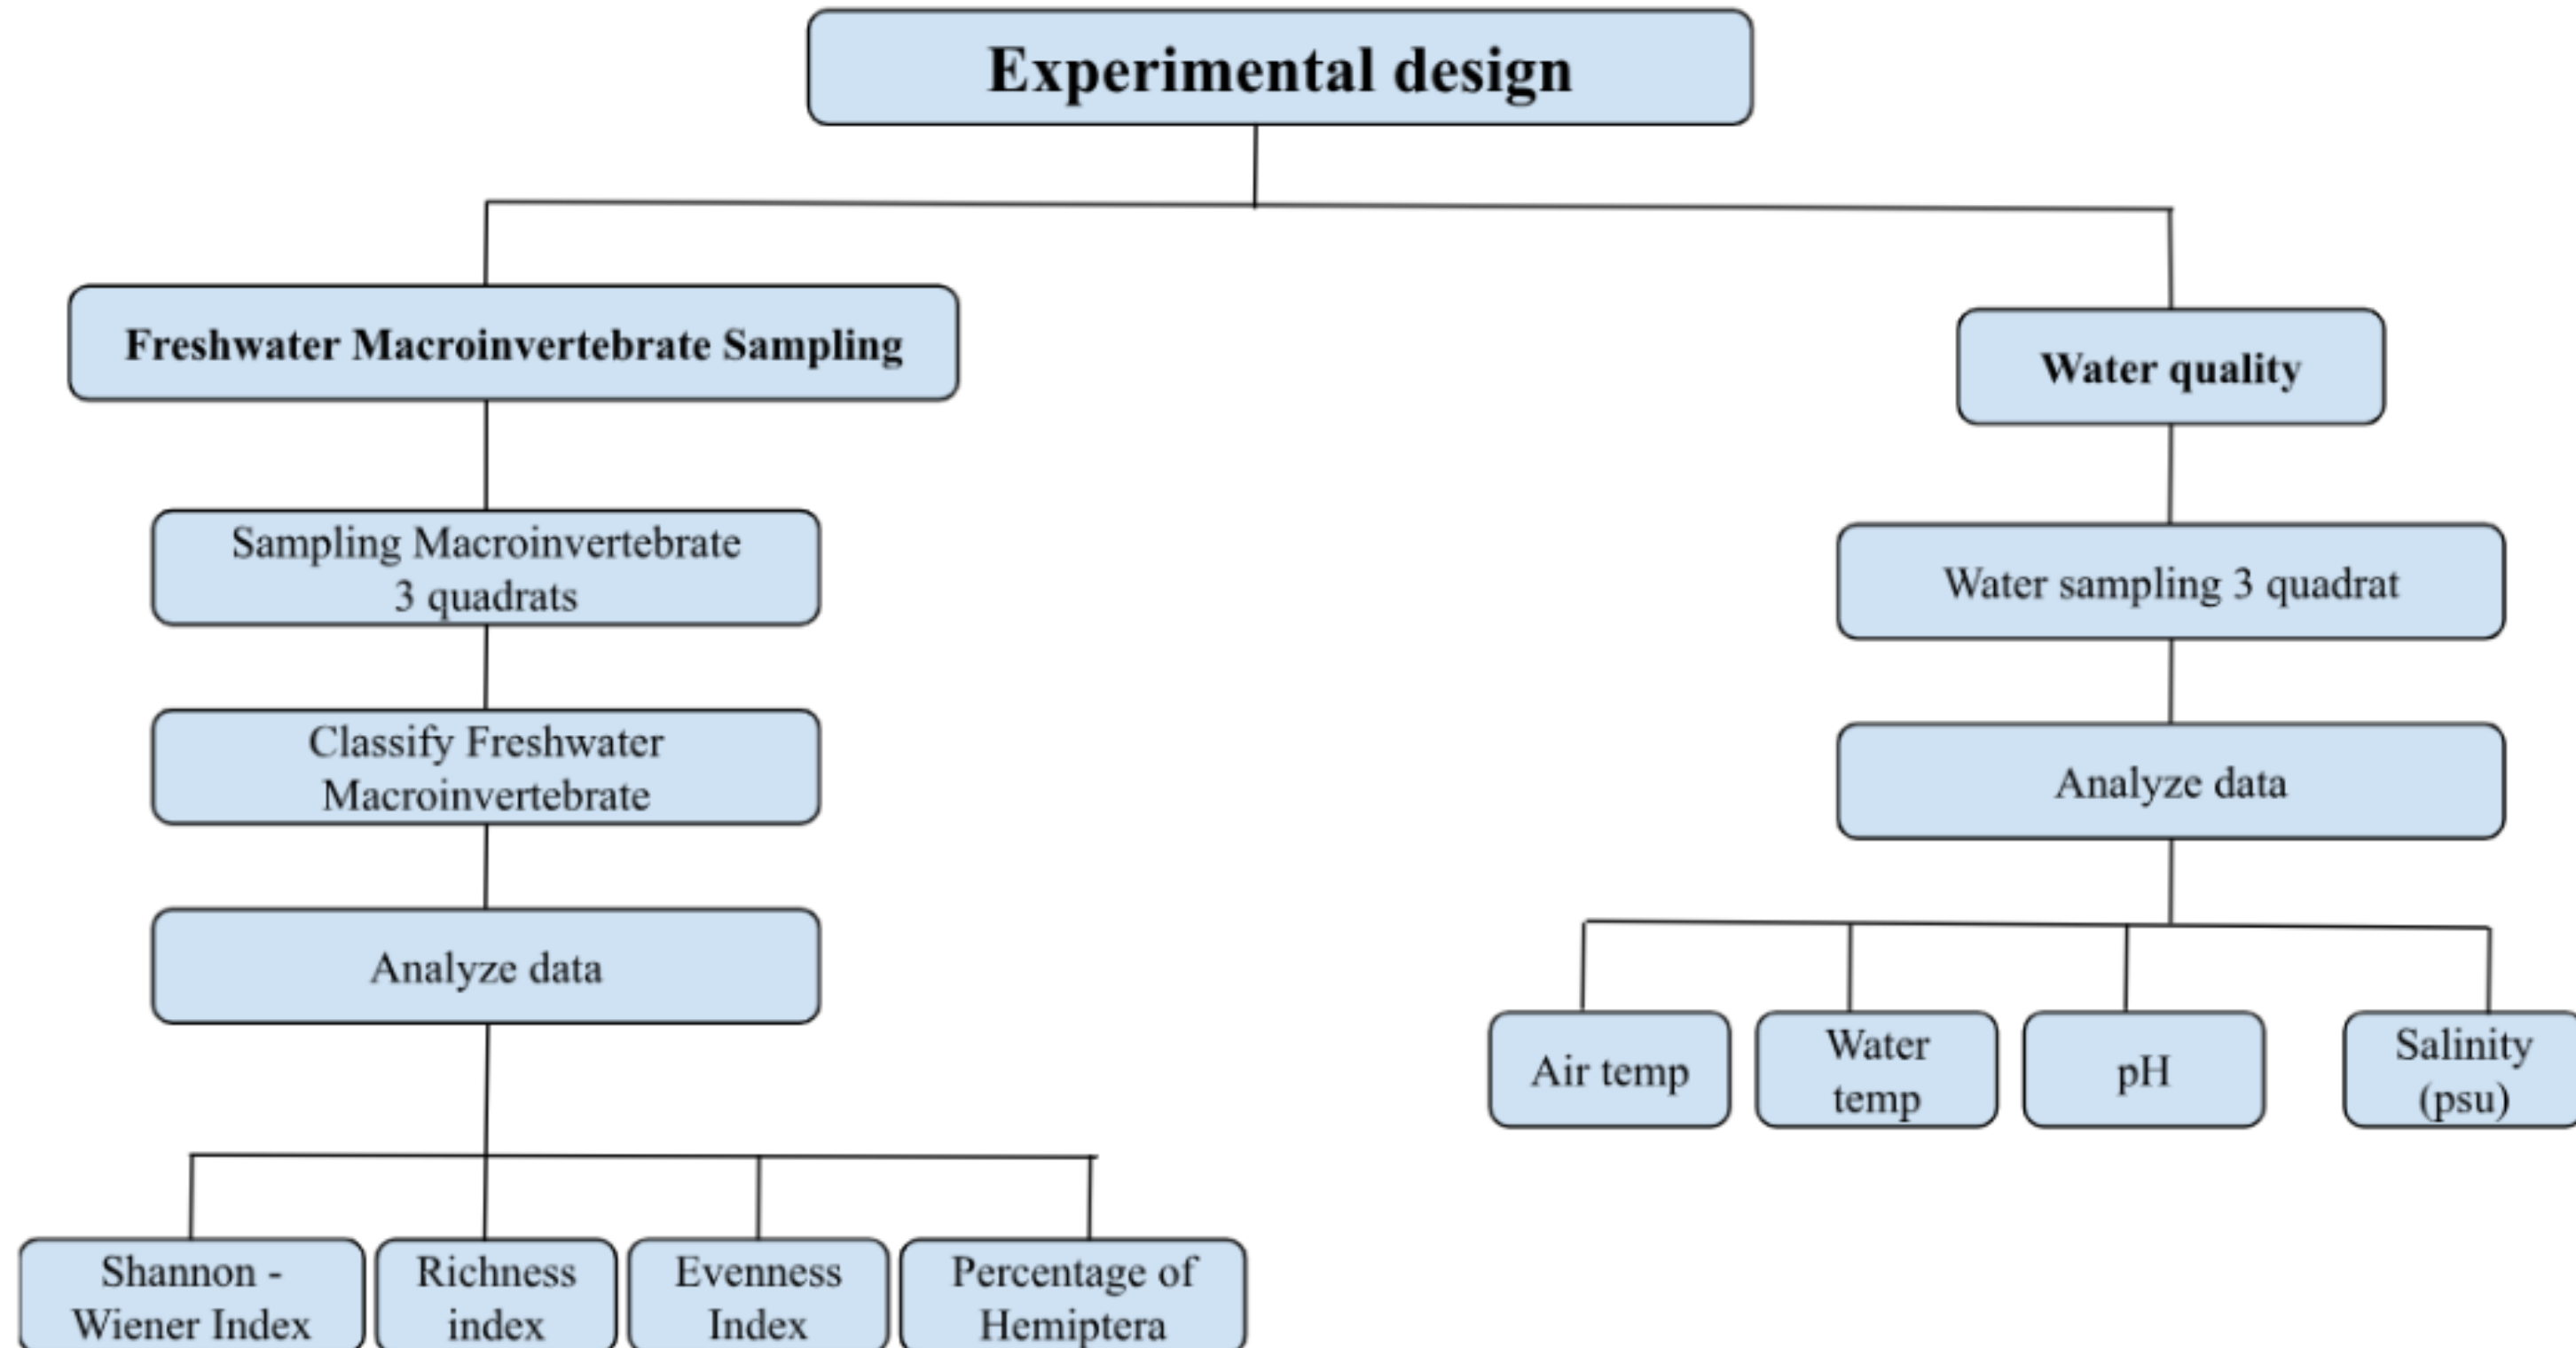 Experimental design
Freshwater Macroinvertebrate Sampling
Sampling Macroinvertebrate
3 quadrats
Classify Freshwater
Macroinvertebrate
Analyze data
Shannon -
Wiener Index
Richness
index
Evenness
Index
Percentage of
Hemiptera
Water quality
Water sampling 3 quadrat
Analyze data
Air temp
Water
temp
pH
Salinity
(psu)